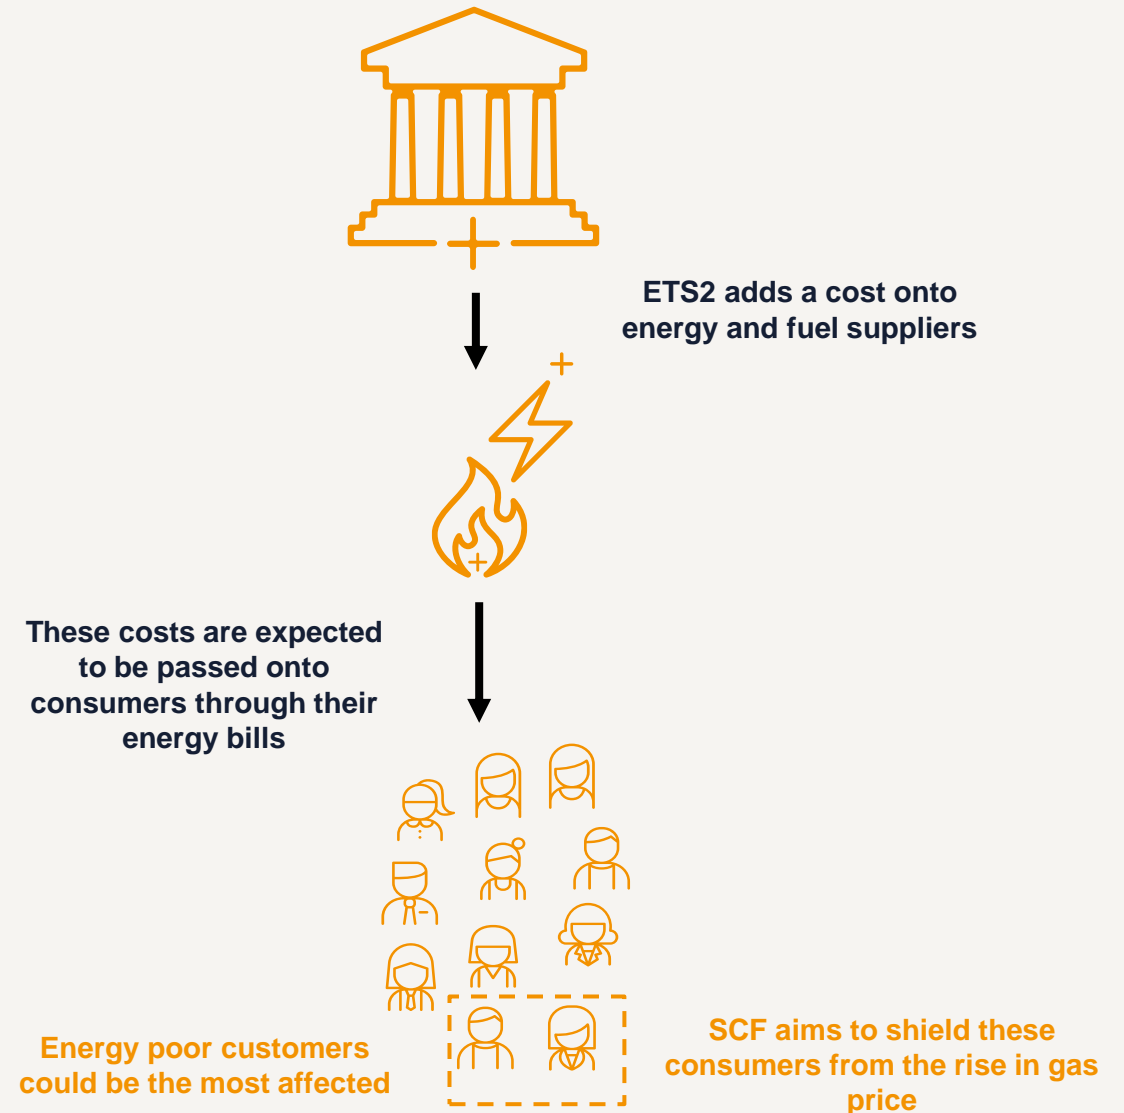 ETS2 adds a cost onto
energy and fuel suppliers
These costs are expected
to be passed onto
consumers through their
energy bills
Energy poor customers
could be the most affected
SCF aims to shield these
consumers from the rise in gas
price